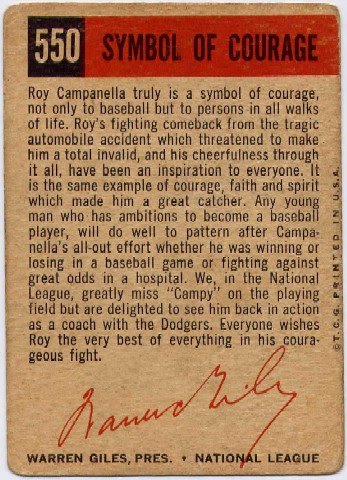 550 SYMBOL OF COURAGE
Roy Campanella truly is a symbol of courage,
not only to baseball but to persons in all walks
of life. Roy's fighting comeback from the tragic
automobile accident which threatened to make
him a total invalid, and his cheerfulness through
it all, have been an inspiration to everyone. It
is the same example of courage, faith and spirit
which made him a great catcher. Any young
man who has ambitions to become a baseball
player, will do well to pattern after Campa-
nella's all-out effort whether he was winning or
losing in a baseball game or fighting against
great odds in a hospital. We, in the National
League, greatly miss "Campy" on the playing
field but are delighted to see him back in action
as a coach with the Dodgers. Everyone wishes
Roy the very best of everything in his coura-
geous fight.
Warren Giles
WARREN GILES, PRES. • NATIONAL LEAGUE
© T.C.G. PRINTED IN U.S.A.